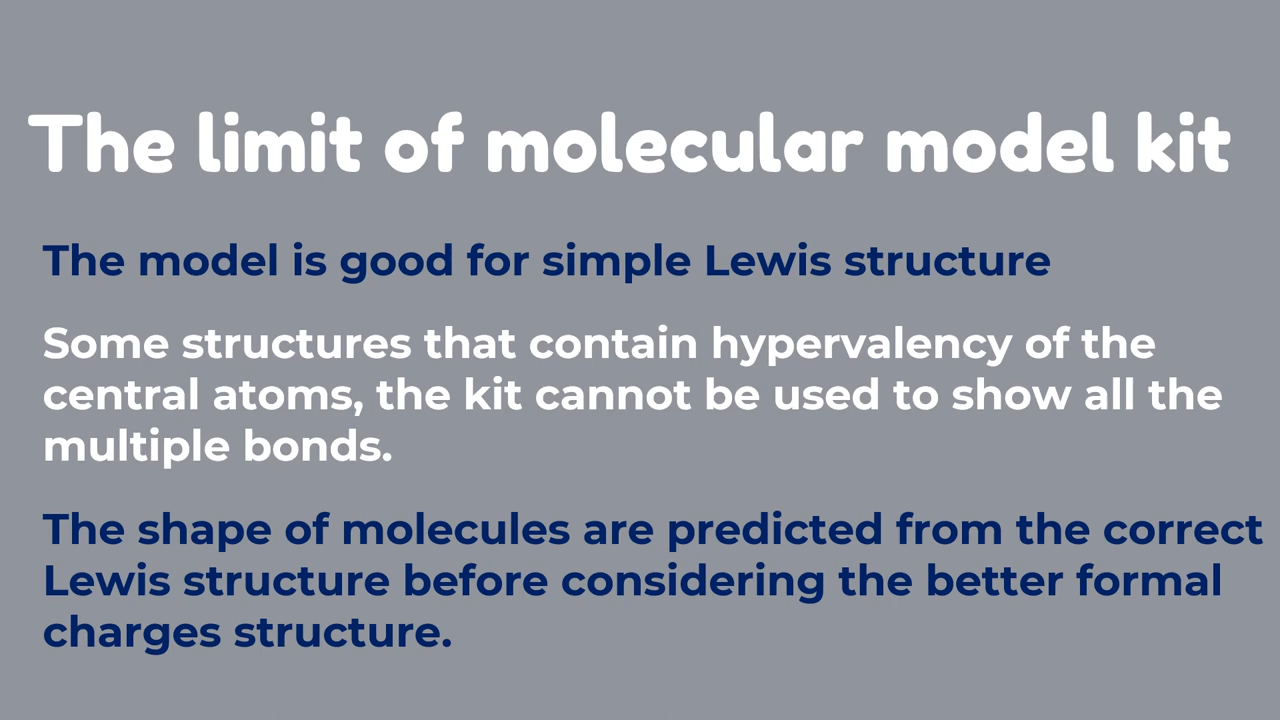 The limit of molecular model kit
The model is good for simple Lewis structure
Some structures that contain hypervalency of the
central atoms, the kit cannot be used to show all the
multiple bonds.
The shape of molecules are predicted from the correct
Lewis structure before considering the better formal
charges structure.